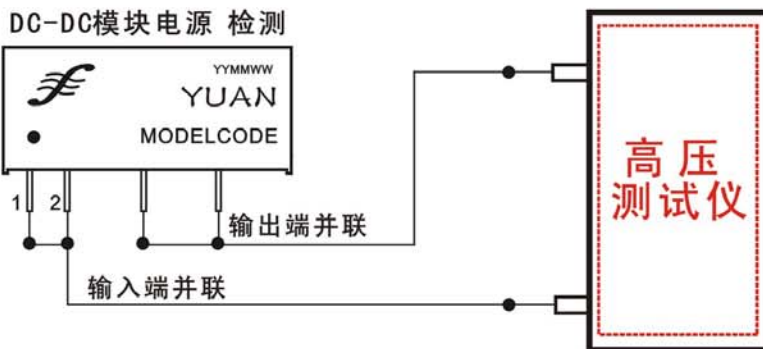 DC-DC模块电源 检测
YYMMWW
YUAN
MODELCODE
1 2
输出端并联
输入端并联
高压
测试仪